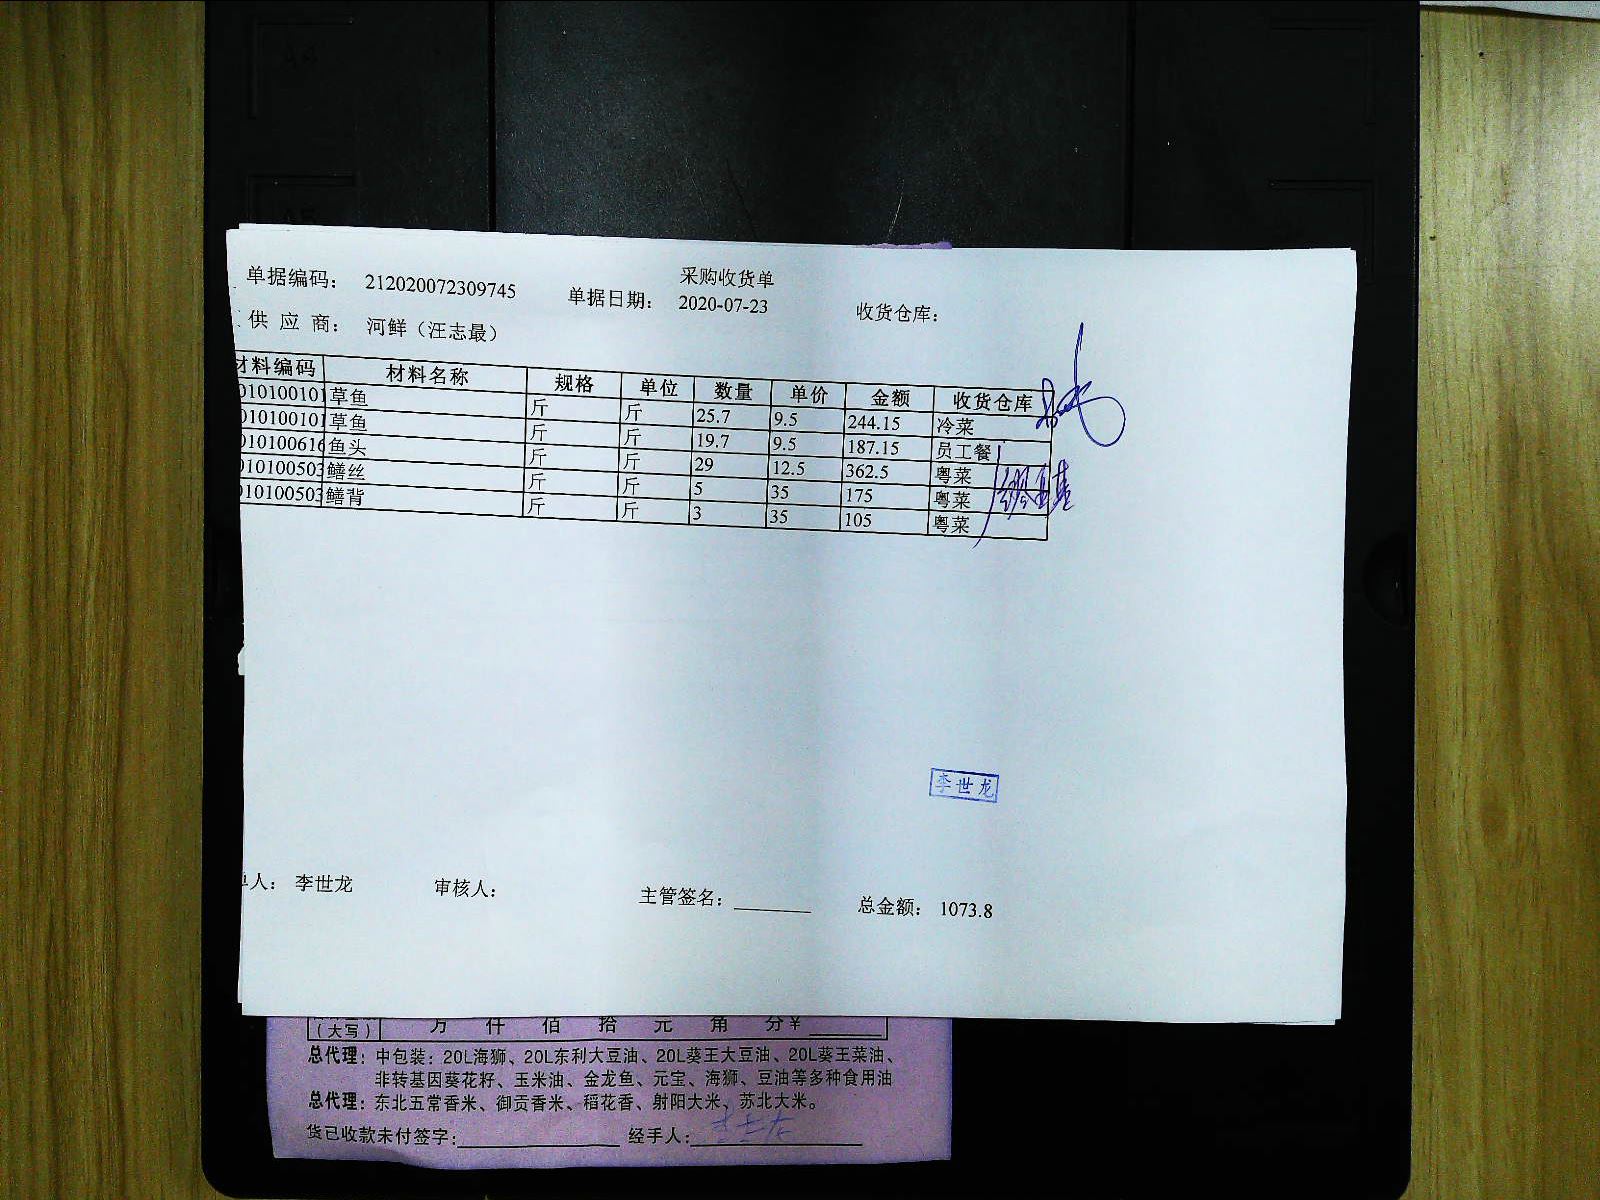 采购收货单
单据编码： 212020072309745 单据日期： 2020-07-23 收货仓库：
供 应 商： 河鲜（汪志最）
材料编码 材料名称 规格 单位 数量 单价 金额 收货仓库
010100101 草鱼 斤 斤 25.7 9.5 244.15 冷菜
010100101 草鱼 斤 斤 19.7 9.5 187.15 员工餐
010100616 鱼头 斤 斤 29 12.5 362.5 粤菜
010100503 鳝丝 斤 斤 5 35 175 粤菜
010100503 鳝背 斤 斤 3 35 105 粤菜
李世龙
单人： 李世龙 审核人： 主管签名： 总金额： 1073.8
（大写） 万 仟 佰 拾 元 角 分￥
总代理：中包装：20L海狮、20L东利大豆油、20L葵王大豆油、20L葵王菜油、
非转基因葵花籽、玉米油、金龙鱼、元宝、海狮、豆油等多种食用油
总代理：东北五常香米、御贡香米、稻花香、射阳大米、苏北大米。
货已收款未付签字： 经手人：